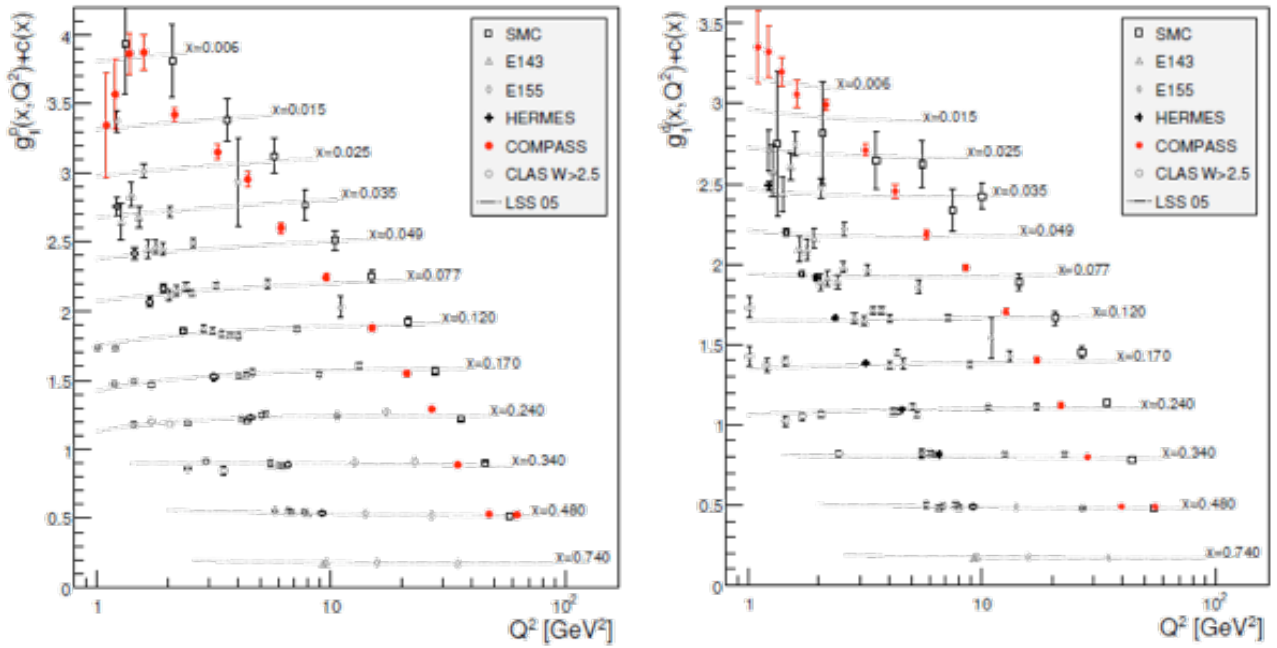 g₁ᵖ(x,Q²)+c(x)
4
3.5
3
2.5
2
1.5
1
0.5
0
x=0.006
x=0.015
x=0.025
x=0.035
x=0.049
x=0.077
x=0.120
x=0.170
x=0.240
x=0.340
x=0.480
x=0.740
SMC
E143
E155
HERMES
COMPASS
CLAS W>2.5
LSS 05
1
10
10²
Q² [GeV²]
g₁ᵈ(x,Q²)+c(x)
3.5
3
2.5
2
1.5
1
0.5
0
x=0.006
x=0.015
x=0.025
x=0.035
x=0.049
x=0.077
x=0.120
x=0.170
x=0.240
x=0.340
x=0.480
x=0.740
SMC
E143
E155
HERMES
COMPASS
CLAS W>2.5
LSS 05
1
10
10²
Q² [GeV²]